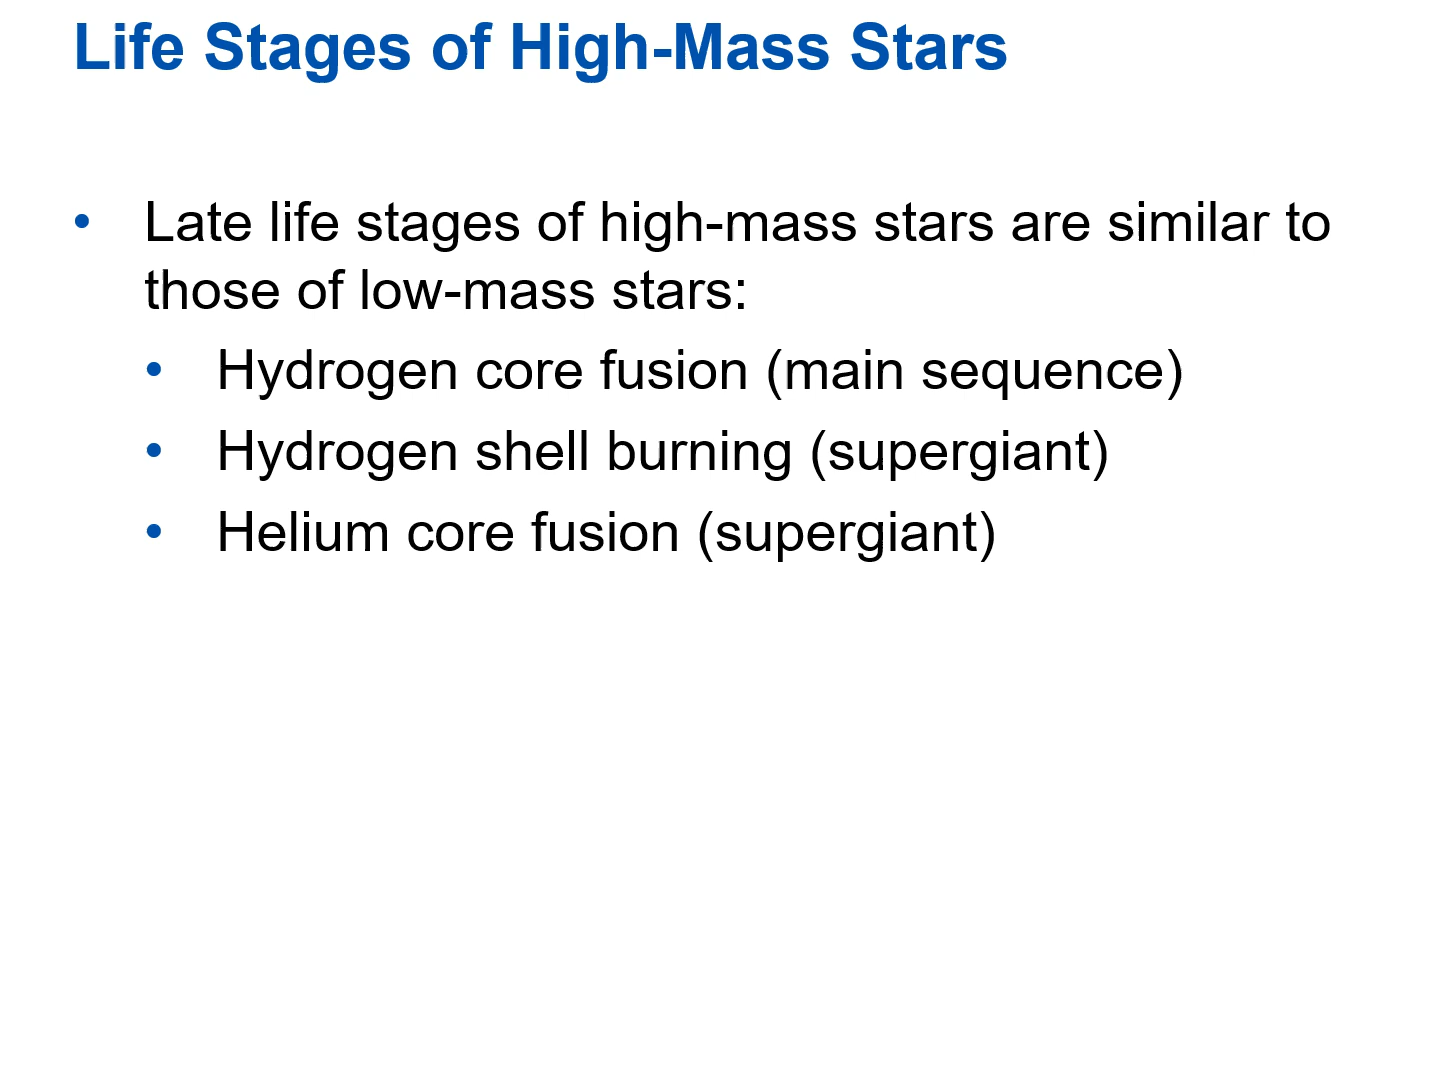 Life Stages of High-Mass Stars
• Late life stages of high-mass stars are similar to
those of low-mass stars:
• Hydrogen core fusion (main sequence)
• Hydrogen shell burning (supergiant)
• Helium core fusion (supergiant)